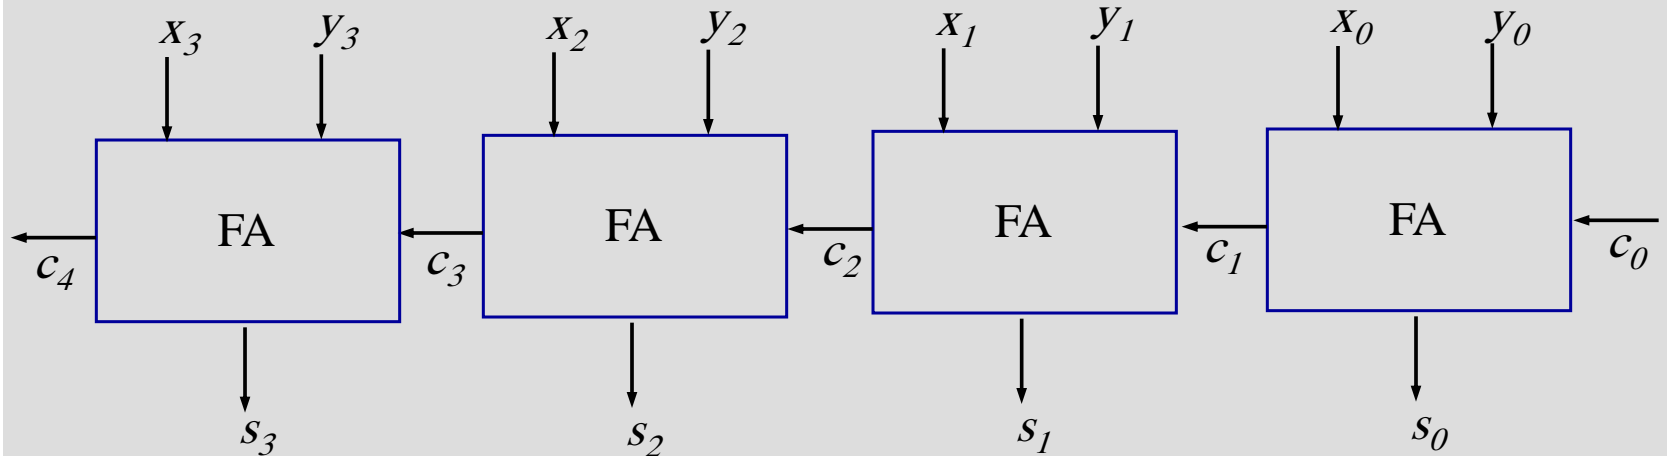 x₃ y₃ x₂ y₂ x₁ y₁ x₀ y₀
FA FA FA FA
c₄ c₃ c₂ c₁ c₀
s₃ s₂ s₁ s₀